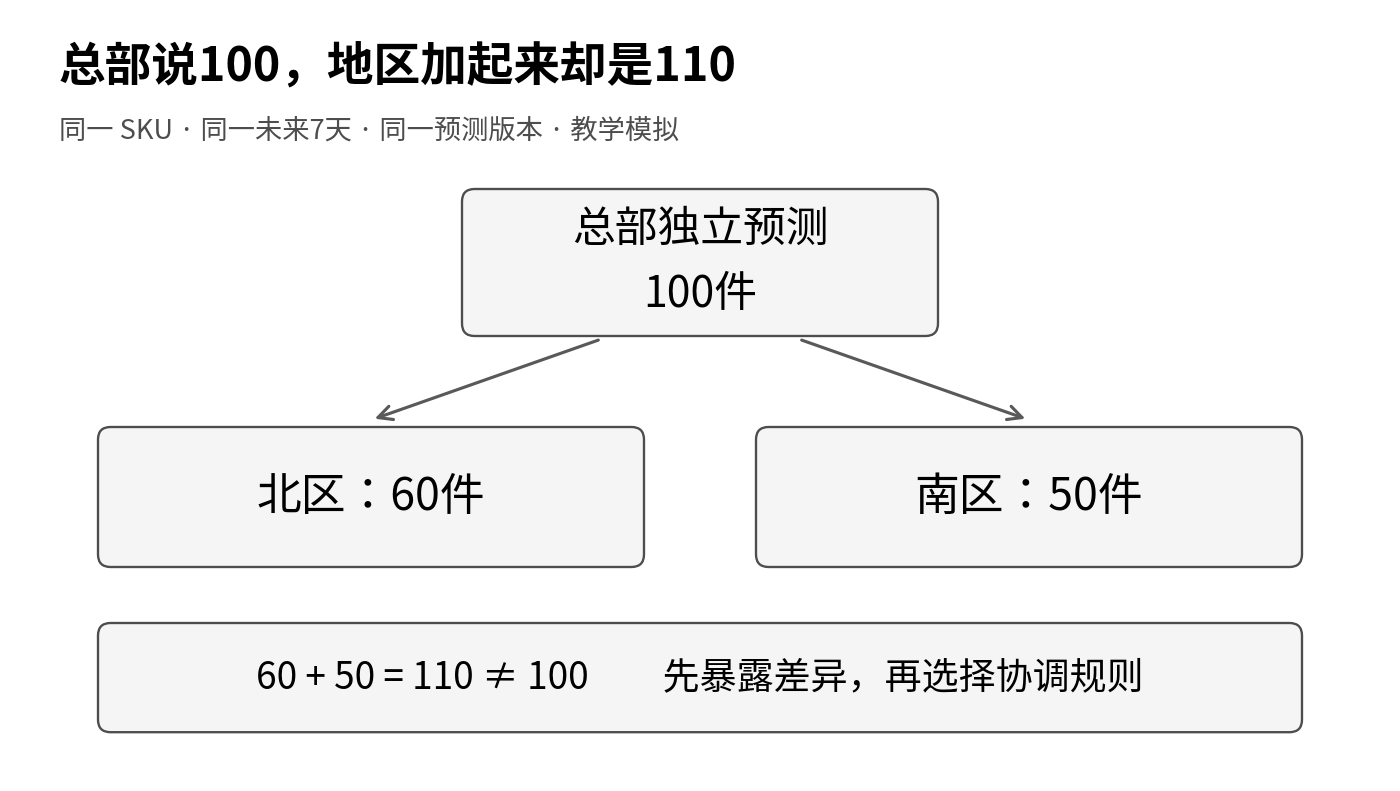 总部说100，地区加起来却是110
同一 SKU · 同一未来7天 · 同一预测版本 · 教学模拟
总部独立预测
100件
北区：60件
南区：50件
60 + 50 = 110 ≠ 100 先暴露差异，再选择协调规则